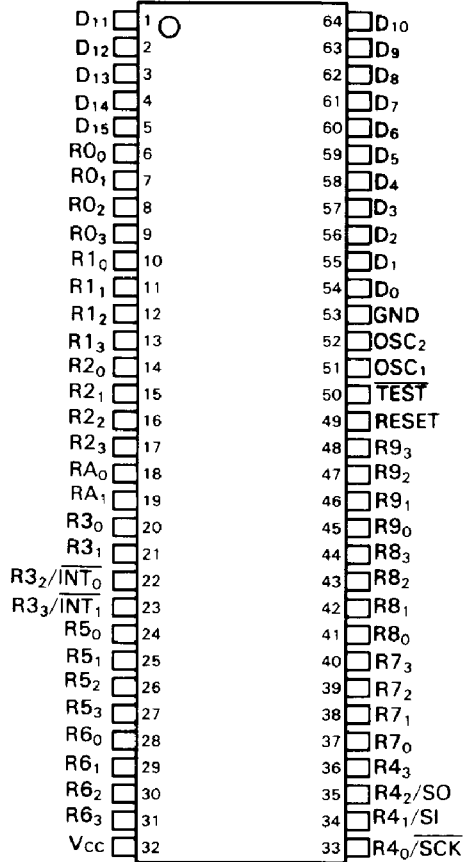 D₁₁ 1 64 D₁₀
D₁₂ 2 63 D₉
D₁₃ 3 62 D₈
D₁₄ 4 61 D₇
D₁₅ 5 60 D₆
R0₀ 6 59 D₅
R0₁ 7 58 D₄
R0₂ 8 57 D₃
R0₃ 9 56 D₂
R1₀ 10 55 D₁
R1₁ 11 54 D₀
R1₂ 12 53 GND
R1₃ 13 52 OSC₂
R2₀ 14 51 OSC₁
R2₁ 15 50 T̅E̅S̅T̅
R2₂ 16 49 RESET
R2₃ 17 48 R9₃
RA₀ 18 47 R9₂
RA₁ 19 46 R9₁
R3₀ 20 45 R9₀
R3₁ 21 44 R8₃
R3₂/I̅N̅T̅₀ 22 43 R8₂
R3₃/I̅N̅T̅₁ 23 42 R8₁
R5₀ 24 41 R8₀
R5₁ 25 40 R7₃
R5₂ 26 39 R7₂
R5₃ 27 38 R7₁
R6₀ 28 37 R7₀
R6₁ 29 36 R4₃
R6₂ 30 35 R4₂/SO
R6₃ 31 34 R4₁/SI
Vcc 32 33 R4₀/S̅C̅K̅